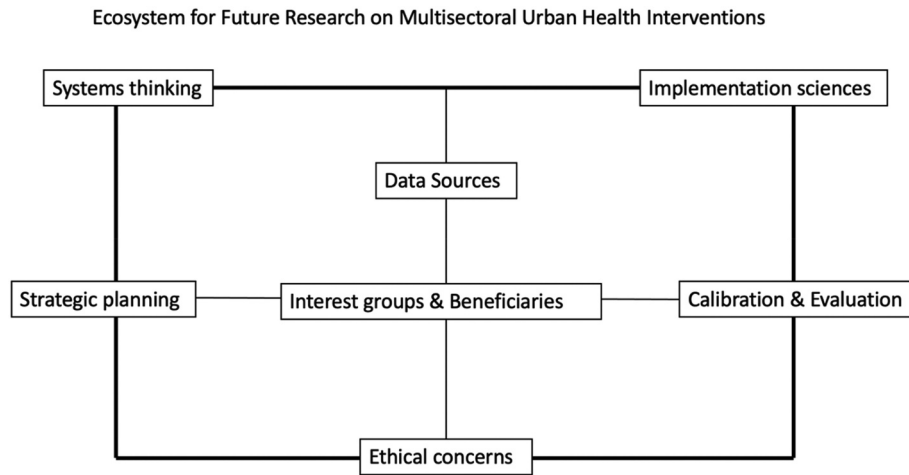 Ecosystem for Future Research on Multisectoral Urban Health Interventions
Systems thinking
Implementation sciences
Data Sources
Strategic planning
Interest groups & Beneficiaries
Calibration & Evaluation
Ethical concerns